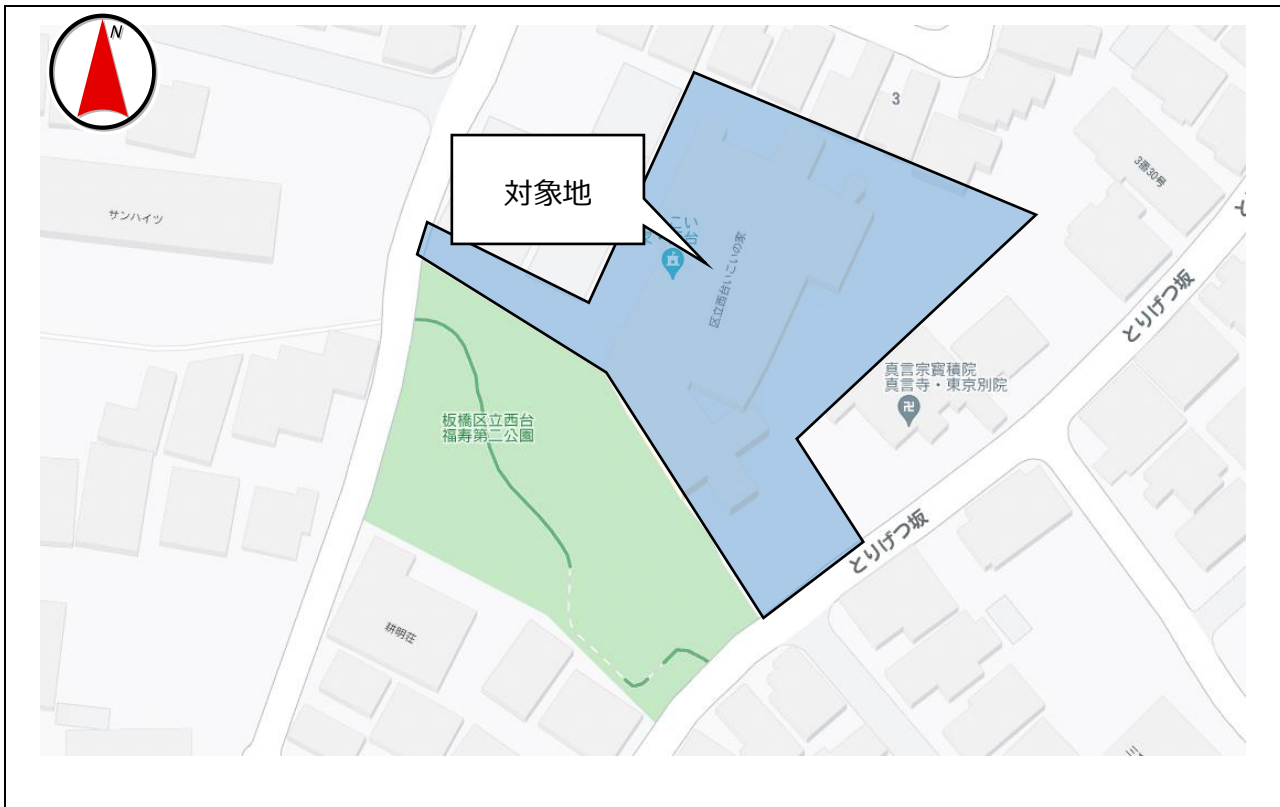 N
3
3番30号
サンハイツ
対象地
こい
台
区立西台いこいの家
とりげつ坂
真言宗寳積院
真言寺・東京別院
板橋区立西台
福寿第二公園
とりげつ坂
耕明荘